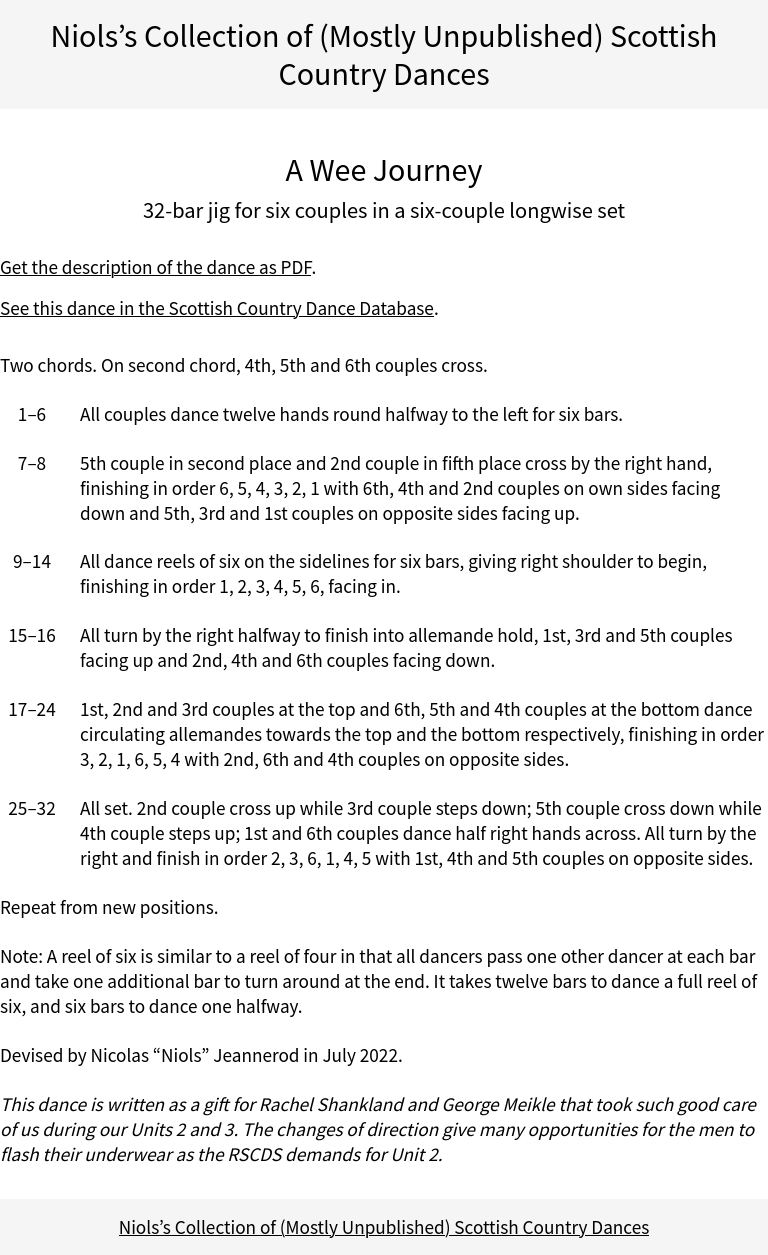 Niols’s Collection of (Mostly Unpublished) Scottish
Country Dances
A Wee Journey
32-bar jig for six couples in a six-couple longwise set
Get the description of the dance as PDF.
See this dance in the Scottish Country Dance Database.
Two chords. On second chord, 4th, 5th and 6th couples cross.
1–6 All couples dance twelve hands round halfway to the left for six bars.
7–8 5th couple in second place and 2nd couple in fifth place cross by the right hand,
finishing in order 6, 5, 4, 3, 2, 1 with 6th, 4th and 2nd couples on own sides facing
down and 5th, 3rd and 1st couples on opposite sides facing up.
9–14 All dance reels of six on the sidelines for six bars, giving right shoulder to begin,
finishing in order 1, 2, 3, 4, 5, 6, facing in.
15–16 All turn by the right halfway to finish into allemande hold, 1st, 3rd and 5th couples
facing up and 2nd, 4th and 6th couples facing down.
17–24 1st, 2nd and 3rd couples at the top and 6th, 5th and 4th couples at the bottom dance
circulating allemandes towards the top and the bottom respectively, finishing in order
3, 2, 1, 6, 5, 4 with 2nd, 6th and 4th couples on opposite sides.
25–32 All set. 2nd couple cross up while 3rd couple steps down; 5th couple cross down while
4th couple steps up; 1st and 6th couples dance half right hands across. All turn by the
right and finish in order 2, 3, 6, 1, 4, 5 with 1st, 4th and 5th couples on opposite sides.
Repeat from new positions.
Note: A reel of six is similar to a reel of four in that all dancers pass one other dancer at each bar
and take one additional bar to turn around at the end. It takes twelve bars to dance a full reel of
six, and six bars to dance one halfway.
Devised by Nicolas “Niols” Jeannerod in July 2022.
This dance is written as a gift for Rachel Shankland and George Meikle that took such good care
of us during our Units 2 and 3. The changes of direction give many opportunities for the men to
flash their underwear as the RSCDS demands for Unit 2.
Niols’s Collection of (Mostly Unpublished) Scottish Country Dances